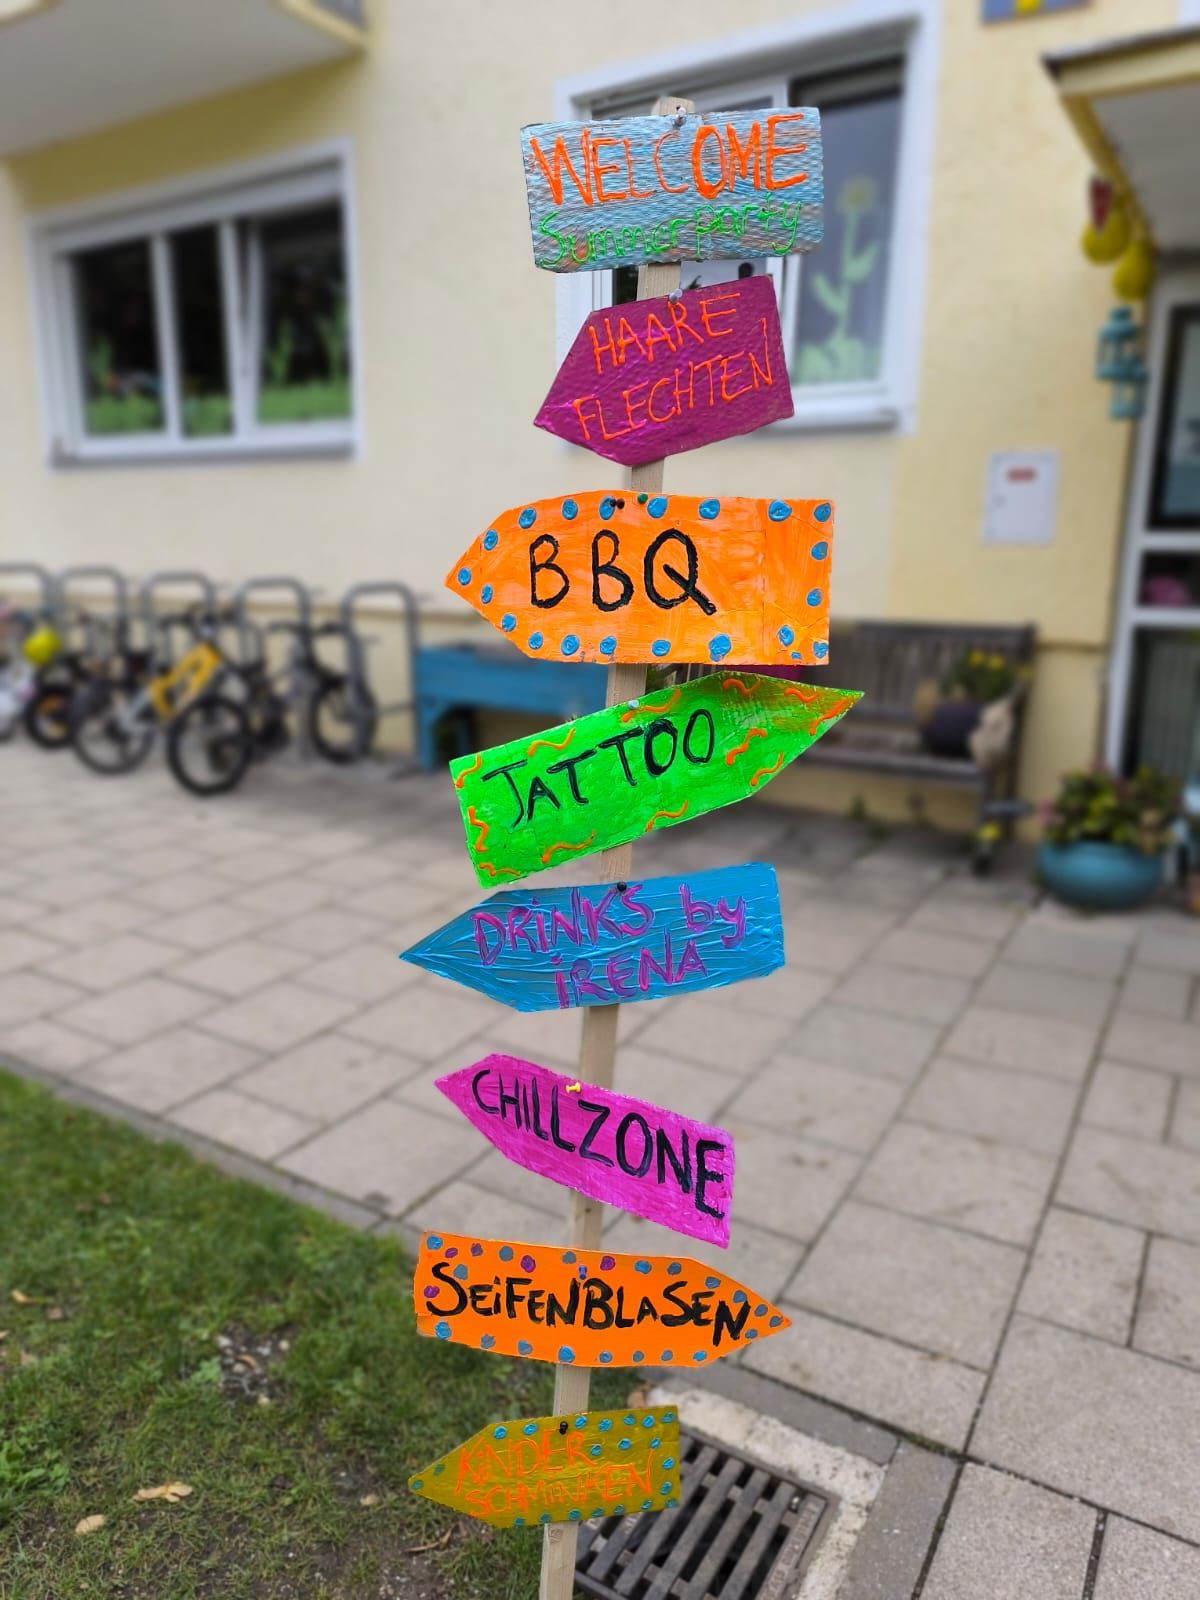 WELCOME
Summerparty
HAARE
FLECHTEN
BBQ
TATTOO
DRiNKS by
iRENA
CHILLZONE
SEiFENBLASEN
KINDER
SCHMINKEN